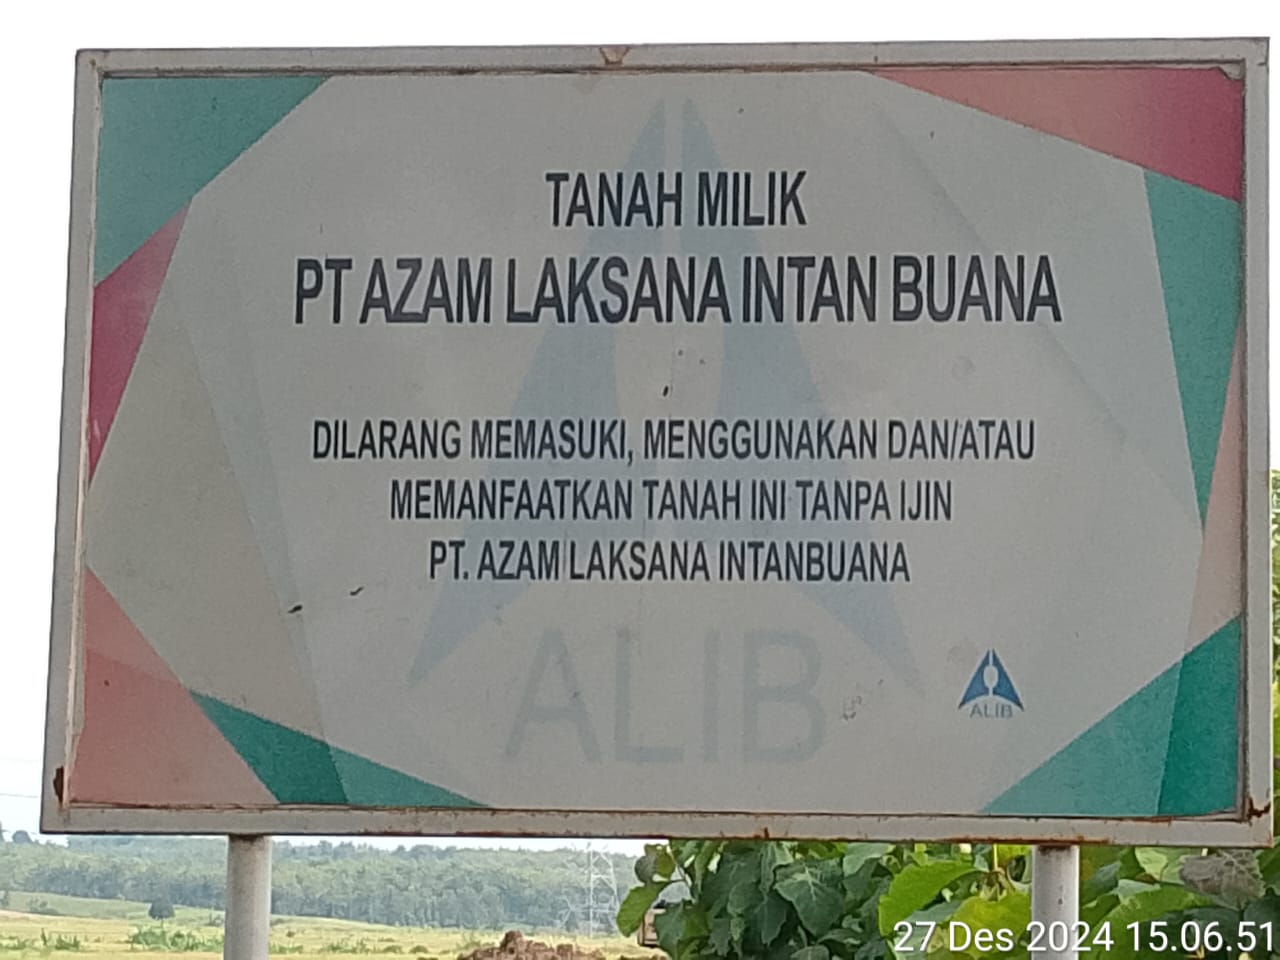 TANAH MILIK
PT AZAM LAKSANA INTAN BUANA
DILARANG MEMASUKI, MENGGUNAKAN DAN/ATAU
MEMANFAATKAN TANAH INI TANPA IJIN
PT. AZAM LAKSANA INTANBUANA
ALIB
ALIB
27 Des 2024 15.06.51